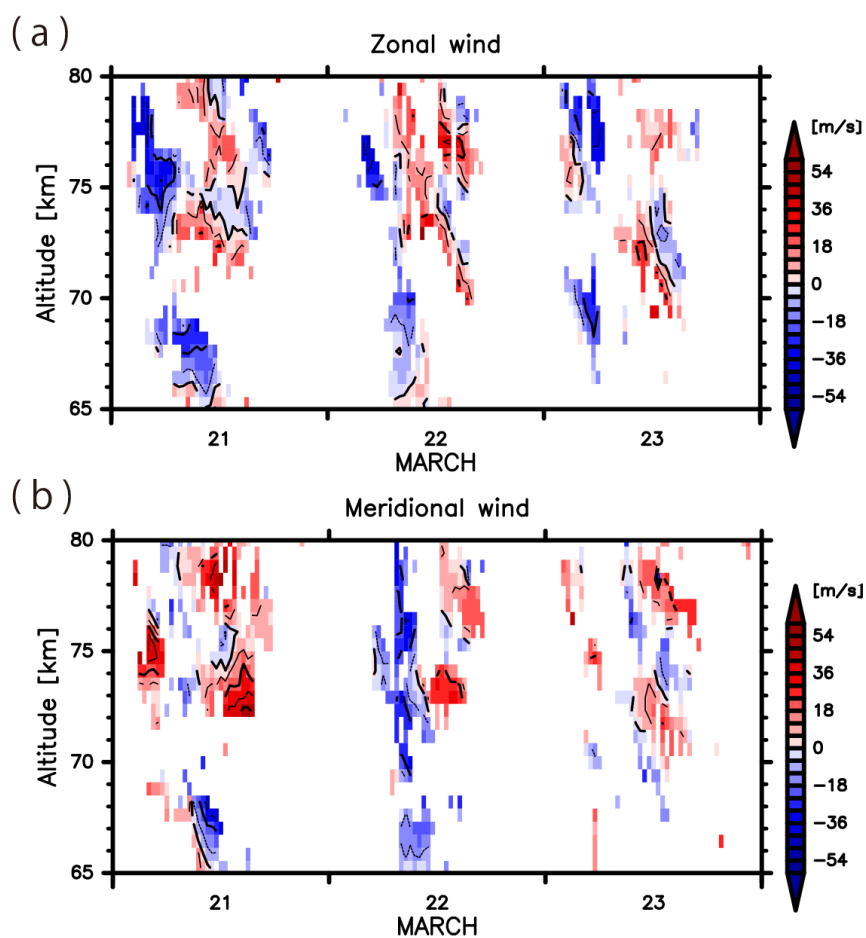 (a)
Zonal wind
[m/s]
80
75
70
65
Altitude [km]
54
36
18
0
−18
−36
−54
21 22 23
MARCH
(b)
Meridional wind
[m/s]
80
75
70
65
Altitude [km]
54
36
18
0
−18
−36
−54
21 22 23
MARCH